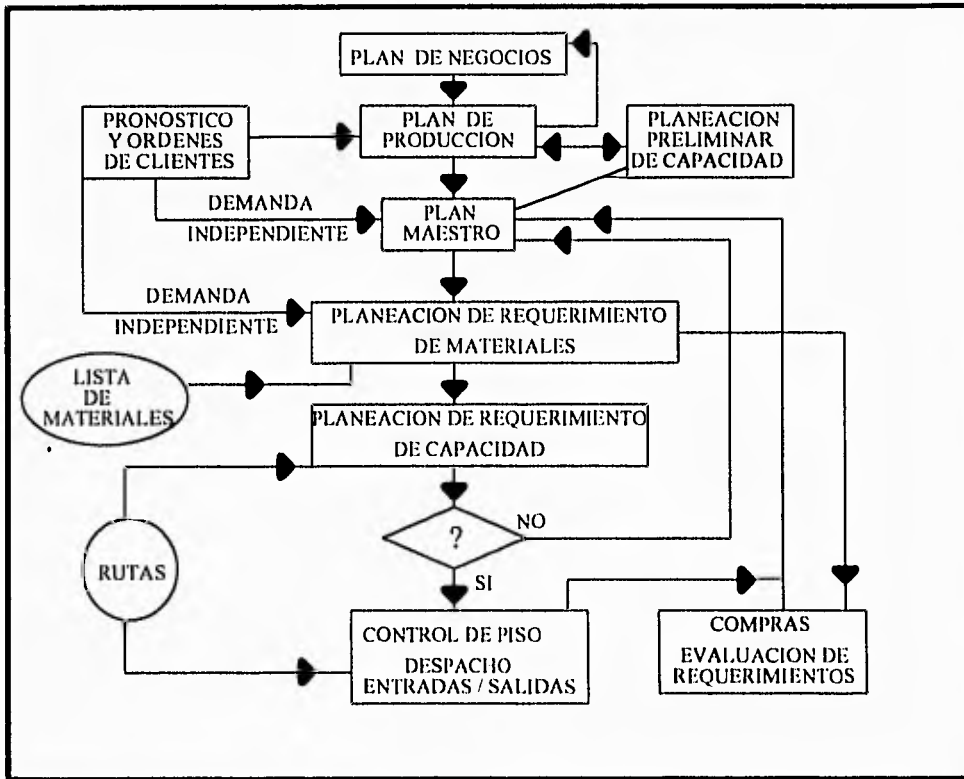 PLAN DE NEGOCIOS
PRONOSTICO
Y ORDENES
DE CLIENTES
PLAN DE
PRODUCCION
PLANEACION
PRELIMINAR
DE CAPACIDAD
DEMANDA
INDEPENDIENTE
PLAN
MAESTRO
DEMANDA
INDEPENDIENTE
PLANEACION DE REQUERIMIENTO
DE MATERIALES
LISTA
DE
MATERIALES
PLANEACION DE REQUERIMIENTO
DE CAPACIDAD
?
NO
RUTAS
SI
CONTROL DE PISO
DESPACHO
ENTRADAS / SALIDAS
COMPRAS
EVALUACION DE
REQUERIMIENTOS